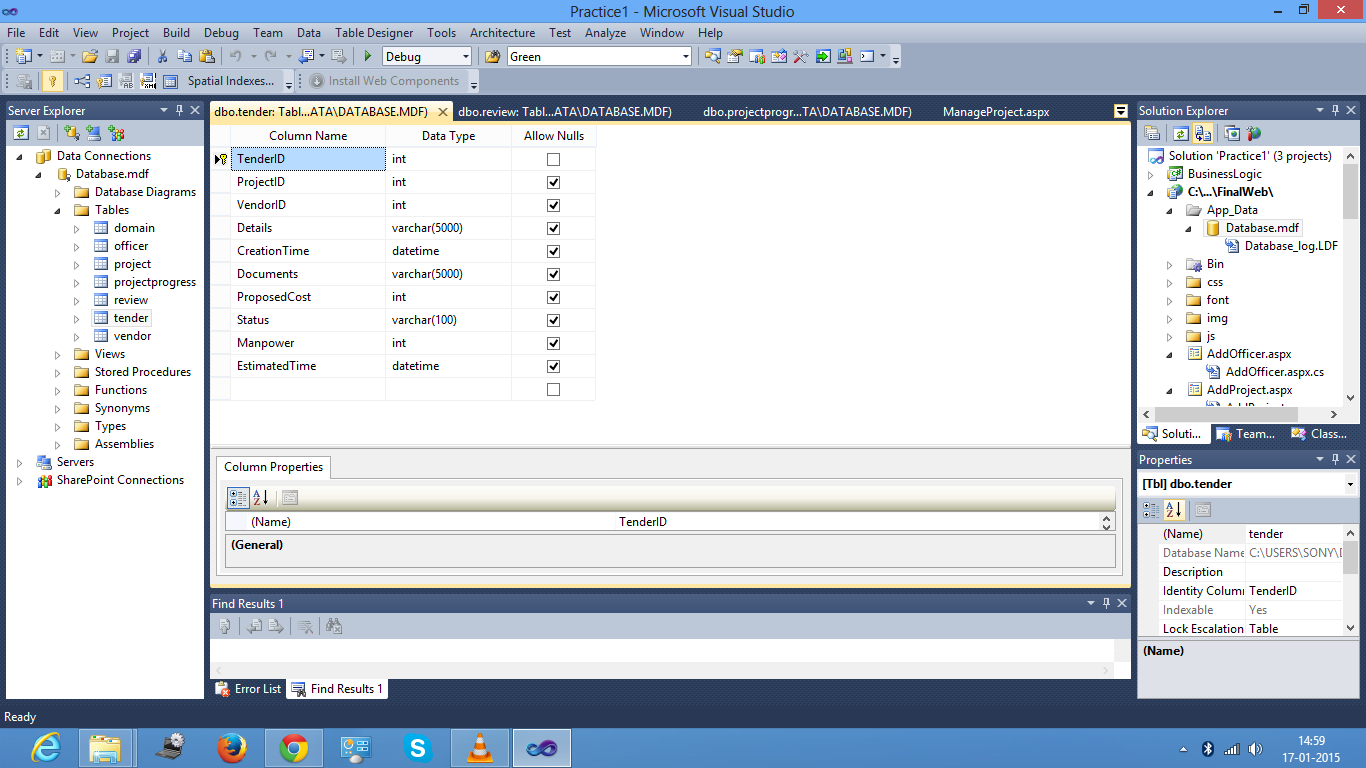 Practice1 - Microsoft Visual Studio
File Edit View Project Build Debug Team Data Table Designer Tools Architecture Test Analyze Window Help
Debug Green
Spatial Indexes... Install Web Components
Server Explorer
Data Connections
Database.mdf
Database Diagrams
Tables
domain
officer
project
projectprogress
review
tender
vendor
Views
Stored Procedures
Functions
Synonyms
Types
Assemblies
Servers
SharePoint Connections
dbo.tender: Tabl...ATA\DATABASE.MDF) dbo.review: Tabl...ATA\DATABASE.MDF) dbo.projectprogr...TA\DATABASE.MDF) ManageProject.aspx
Column Name Data Type Allow Nulls
TenderID int
ProjectID int
VendorID int
Details varchar(5000)
CreationTime datetime
Documents varchar(5000)
ProposedCost int
Status varchar(100)
Manpower int
EstimatedTime datetime
Column Properties
(Name) TenderID
(General)
Find Results 1
Error List Find Results 1
Solution Explorer
Solution 'Practice1' (3 projects)
BusinessLogic
C:\...\FinalWeb\
App_Data
Database.mdf
Database_log.LDF
Bin
css
font
img
js
AddOfficer.aspx
AddOfficer.aspx.cs
AddProject.aspx
Soluti... Team... Class...
Properties
[Tbl] dbo.tender
(Name) tender
Database Name C:\USERS\SONY\D
Description
Identity Colum TenderID
Indexable Yes
Lock Escalation Table
(Name)
Ready
14:59
17-01-2015